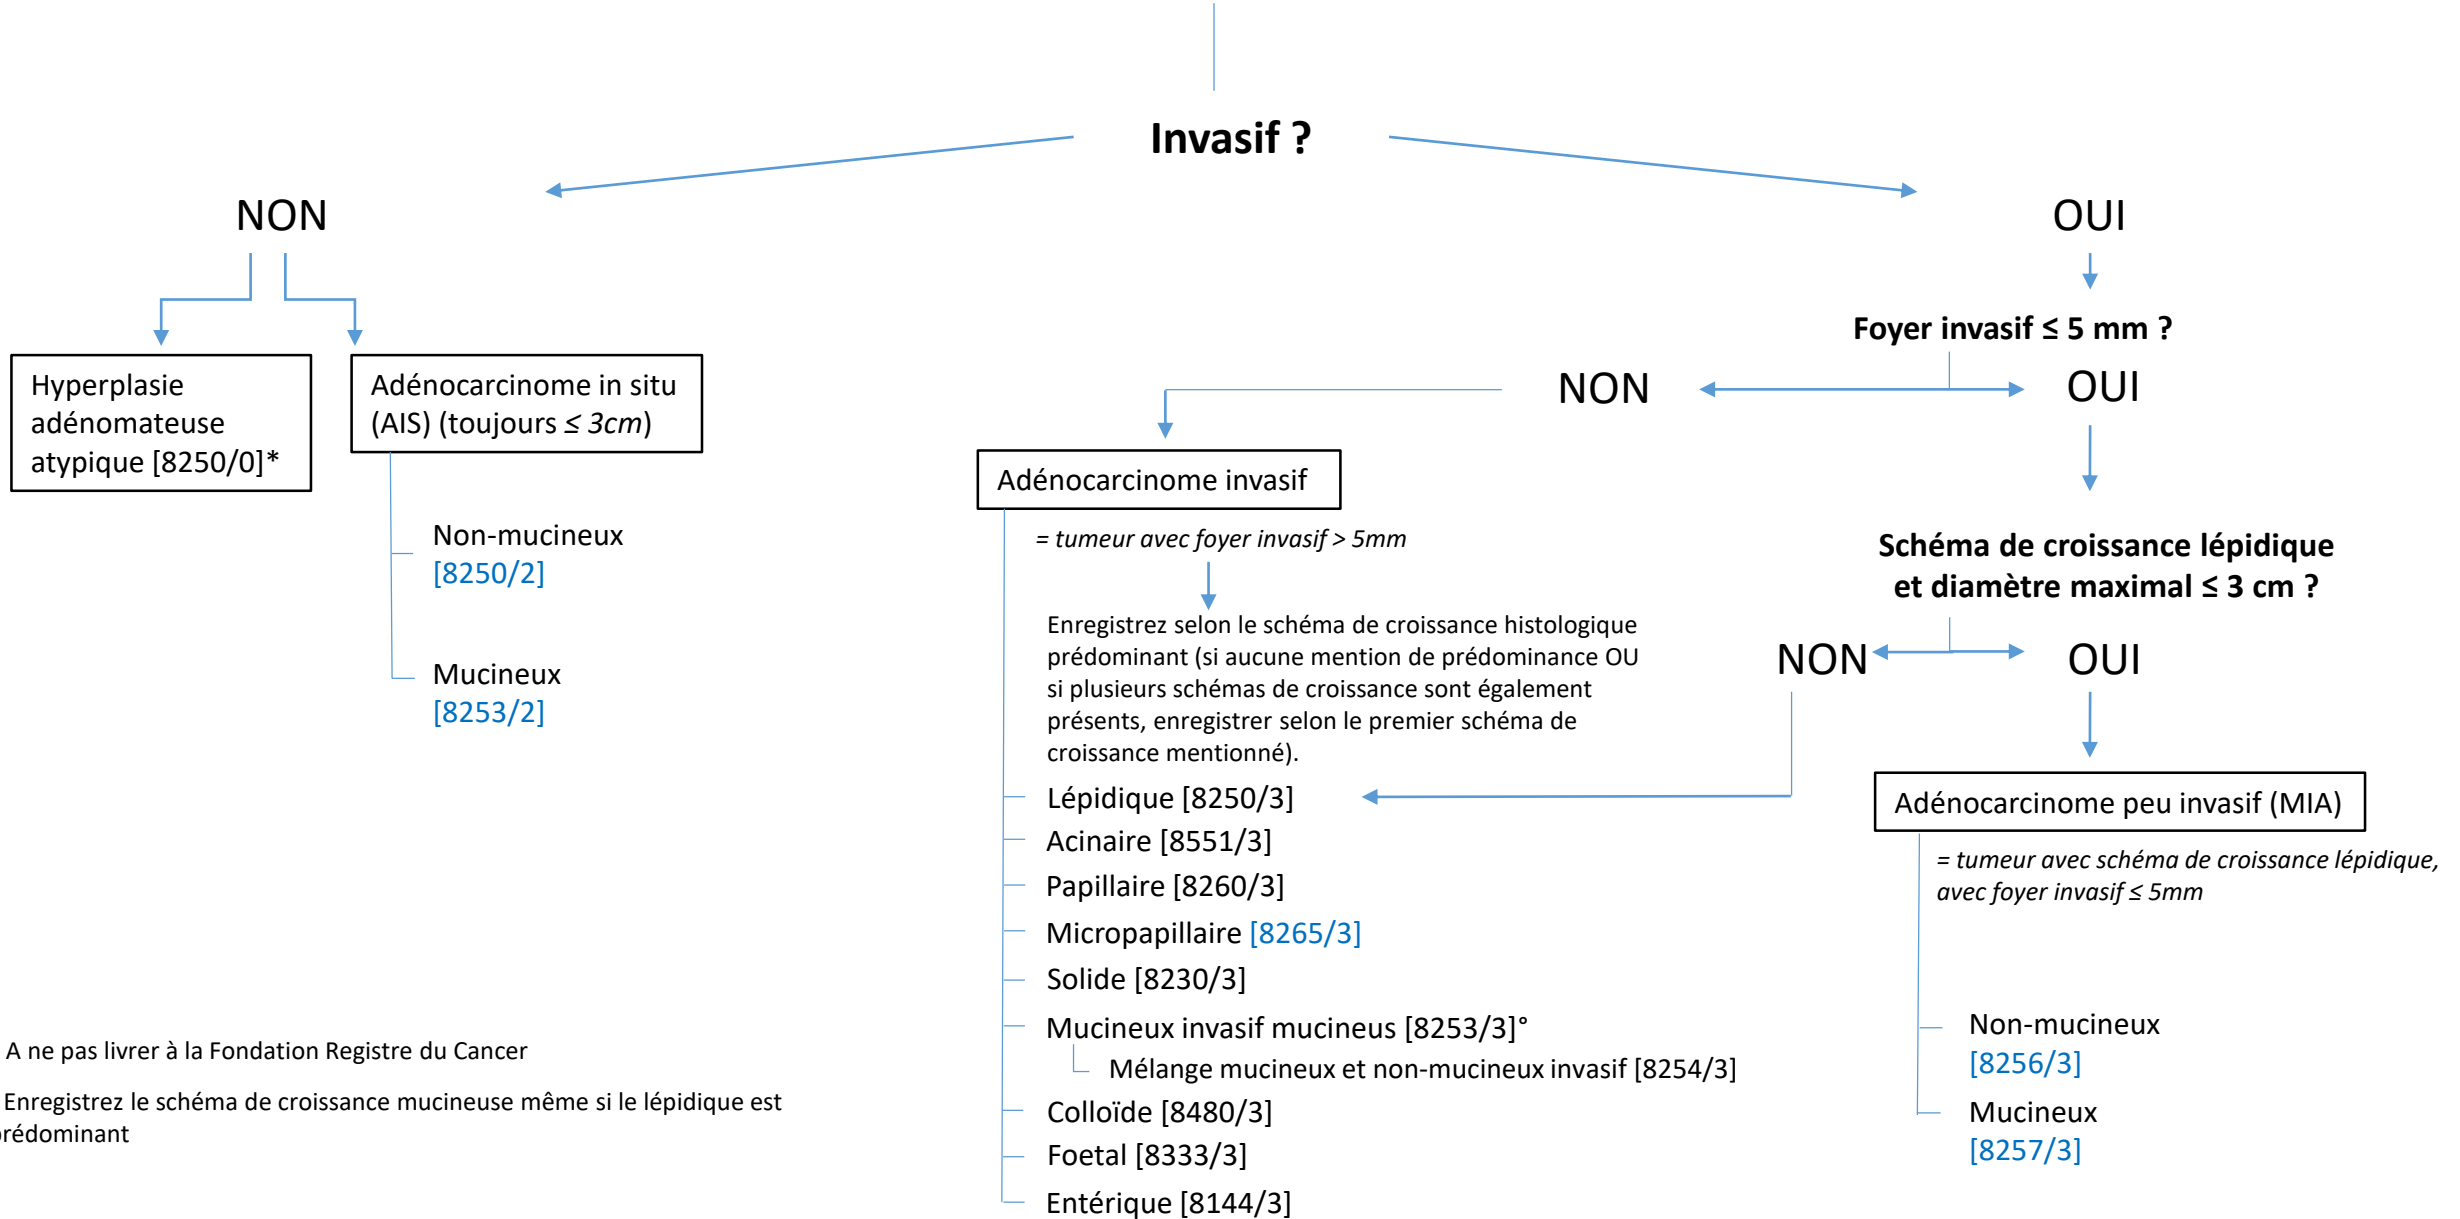 Invasif ?
NON
OUI
Foyer invasif ≤ 5 mm ?
NON
OUI
Hyperplasie
adénomateuse
atypique [8250/0]*
Adénocarcinome in situ
(AIS) (toujours ≤ 3cm)
Non-mucineux
[8250/2]
Mucineux
[8253/2]
Adénocarcinome invasif
= tumeur avec foyer invasif > 5mm
Enregistrez selon le schéma de croissance histologique
prédominant (si aucune mention de prédominance OU
si plusieurs schémas de croissance sont également
présents, enregistrer selon le premier schéma de
croissance mentionné).
Lépidique [8250/3]
Acinaire [8551/3]
Papillaire [8260/3]
Micropapillaire [8265/3]
Solide [8230/3]
Mucineux invasif mucineus [8253/3]°
Mélange mucineux et non-mucineux invasif [8254/3]
Colloïde [8480/3]
Foetal [8333/3]
Entérique [8144/3]
Schéma de croissance lépidique
et diamètre maximal ≤ 3 cm ?
NON
OUI
Adénocarcinome peu invasif (MIA)
= tumeur avec schéma de croissance lépidique,
avec foyer invasif ≤ 5mm
Non-mucineux
[8256/3]
Mucineux
[8257/3]
A ne pas livrer à la Fondation Registre du Cancer
Enregistrez le schéma de croissance mucineuse même si le lépidique est
prédominant